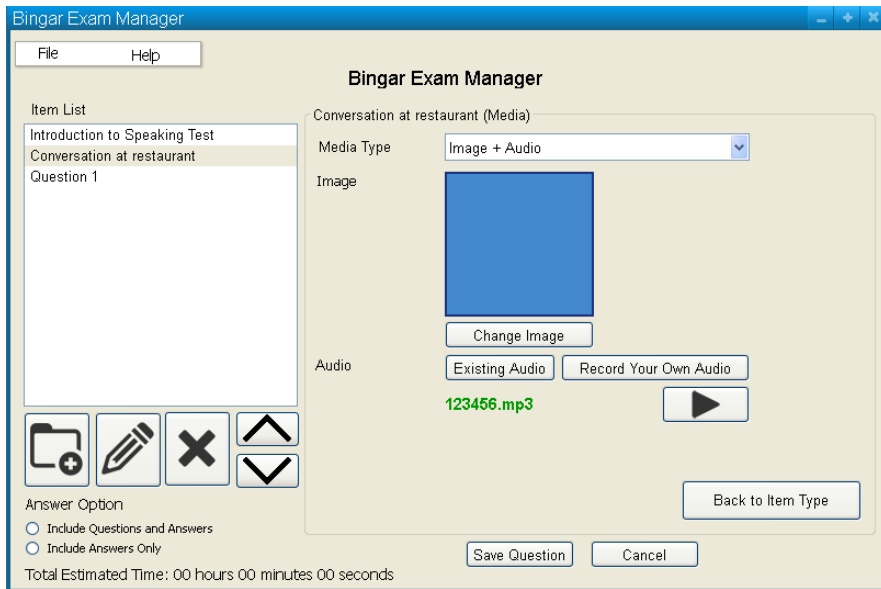 Bingar Exam Manager
File Help
Bingar Exam Manager
Item List
Introduction to Speaking Test
Conversation at restaurant
Question 1
Conversation at restaurant (Media)
Media Type Image + Audio
Image
Change Image
Audio Existing Audio Record Your Own Audio
123456.mp3
Back to Item Type
Answer Option
Include Questions and Answers
Include Answers Only
Save Question Cancel
Total Estimated Time: 00 hours 00 minutes 00 seconds